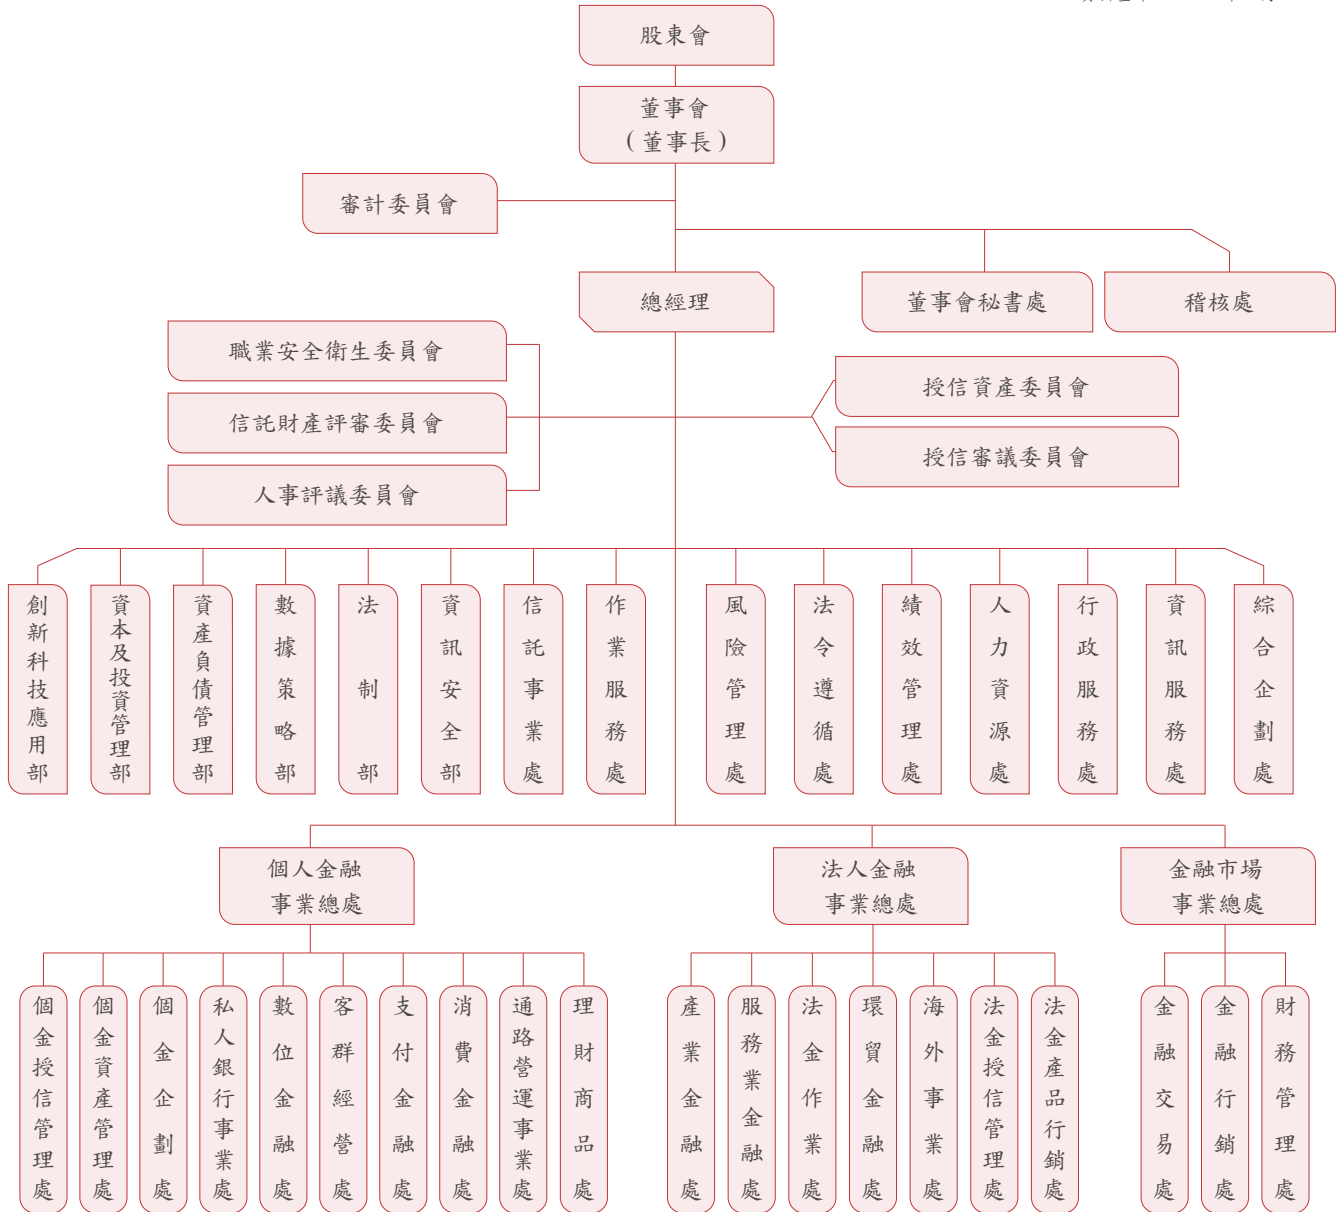 股東會
董事會
（董事長）
審計委員會
總經理
董事會秘書處
稽核處
職業安全衛生委員會
信託財產評審委員會
人事評議委員會
授信資產委員會
授信審議委員會
創新科技應用部
資本及投資管理部
資產負債管理部
數據策略部
法制部
資訊安全部
信託事業處
作業服務處
風險管理處
法令遵循處
績效管理處
人力資源處
行政服務處
資訊服務處
綜合企劃處
個人金融
事業總處
法人金融
事業總處
金融市場
事業總處
個金授信管理處
個金資產管理處
個金企劃處
私人銀行事業處
數位金融處
客群經營處
支付金融處
消費金融處
通路營運事業處
理財商品處
產業金融處
服務業金融處
法金作業處
環貿金融處
海外事業處
法金授信管理處
法金產品行銷處
金融交易處
金融行銷處
財務管理處